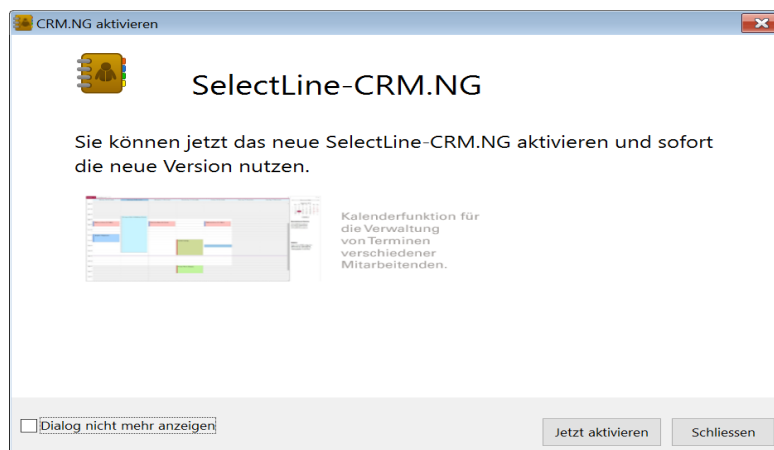 CRM.NG aktivieren
SelectLine-CRM.NG
Sie können jetzt das neue SelectLine-CRM.NG aktivieren und sofort
die neue Version nutzen.
Kalenderfunktion für
die Verwaltung
von Terminen
verschiedener
Mitarbeitenden.
Dialog nicht mehr anzeigen
Jetzt aktivieren
Schliessen